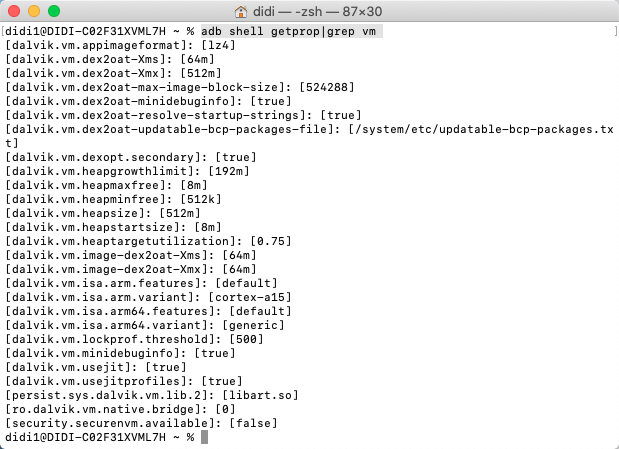 didi — -zsh — 87×30
[didi1@DIDI-C02F31XVML7H ~ % adb shell getprop|grep vm ]
[dalvik.vm.appimageformat]: [lz4]
[dalvik.vm.dex2oat-Xms]: [64m]
[dalvik.vm.dex2oat-Xmx]: [512m]
[dalvik.vm.dex2oat-max-image-block-size]: [524288]
[dalvik.vm.dex2oat-minidebuginfo]: [true]
[dalvik.vm.dex2oat-resolve-startup-strings]: [true]
[dalvik.vm.dex2oat-updatable-bcp-packages-file]: [/system/etc/updatable-bcp-packages.tx
t]
[dalvik.vm.dexopt.secondary]: [true]
[dalvik.vm.heapgrowthlimit]: [192m]
[dalvik.vm.heapmaxfree]: [8m]
[dalvik.vm.heapminfree]: [512k]
[dalvik.vm.heapsize]: [512m]
[dalvik.vm.heapstartsize]: [8m]
[dalvik.vm.heaptargetutilization]: [0.75]
[dalvik.vm.image-dex2oat-Xms]: [64m]
[dalvik.vm.image-dex2oat-Xmx]: [64m]
[dalvik.vm.isa.arm.features]: [default]
[dalvik.vm.isa.arm.variant]: [cortex-a15]
[dalvik.vm.isa.arm64.features]: [default]
[dalvik.vm.isa.arm64.variant]: [generic]
[dalvik.vm.lockprof.threshold]: [500]
[dalvik.vm.minidebuginfo]: [true]
[dalvik.vm.usejit]: [true]
[dalvik.vm.usejitprofiles]: [true]
[persist.sys.dalvik.vm.lib.2]: [libart.so]
[ro.dalvik.vm.native.bridge]: [0]
[security.securenvm.available]: [false]
didi1@DIDI-C02F31XVML7H ~ %